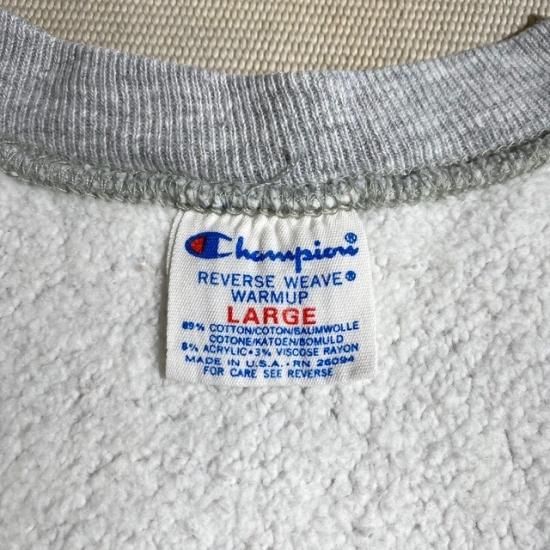 Champion®
REVERSE WEAVE®
WARMUP
LARGE
89% COTTON/COTON/BAUMWOLLE
COTONE/KATOEN/BOMULD
8% ACRYLIC•3% VISCOSE RAYON
MADE IN U.S.A.•RN 26094
FOR CARE SEE REVERSE